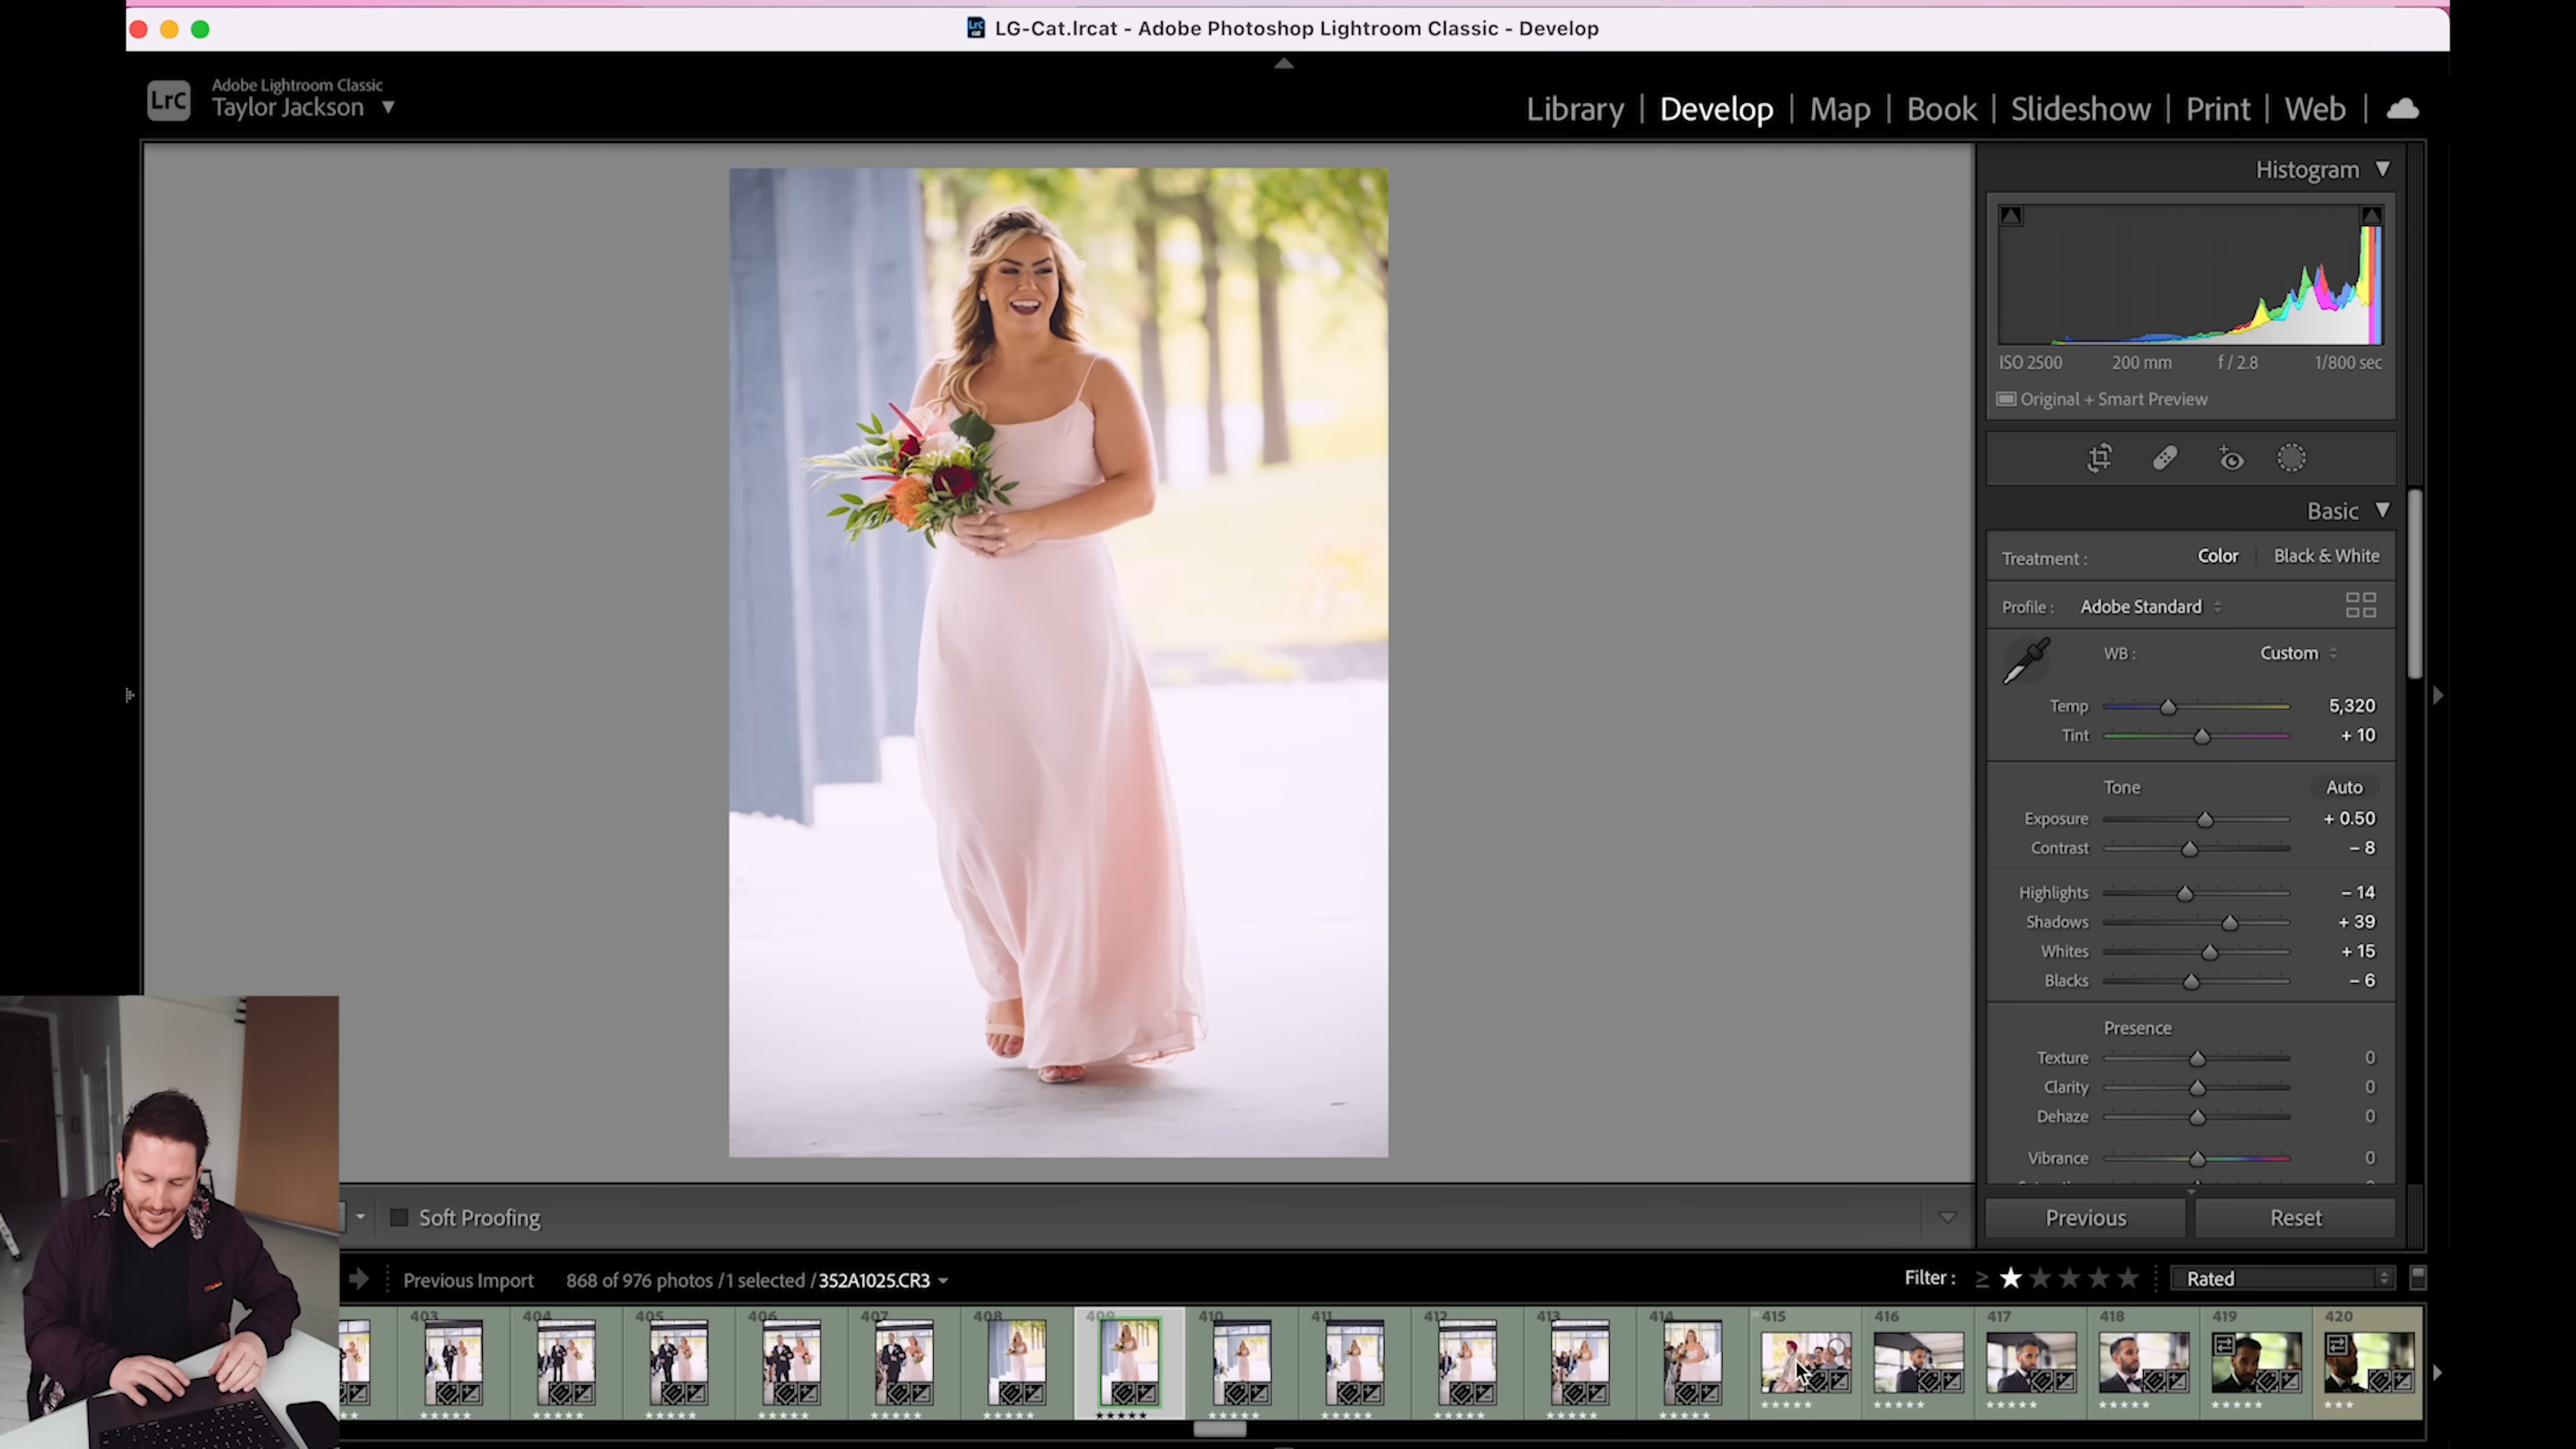 LG-Cat.lrcat - Adobe Photoshop Lightroom Classic - Develop
LrC
Adobe Lightroom Classic
Taylor Jackson
Library | Develop | Map | Book | Slideshow | Print | Web |
Histogram
ISO 2500 200 mm f / 2.8 1/800 sec
Original + Smart Preview
Basic
Treatment : Color Black & White
Profile : Adobe Standard
WB : Custom
Temp 5,320
Tint + 10
Tone Auto
Exposure + 0.50
Contrast – 8
Highlights – 14
Shadows + 39
Whites + 15
Blacks – 6
Presence
Texture 0
Clarity 0
Dehaze 0
Vibrance 0
Soft Proofing
Previous Reset
Previous Import 868 of 976 photos / 1 selected / 352A1025.CR3
Filter : ≥ ★★★★★ Rated
403 404 405 406 407 408 409 410 411 412 413 414 415 416 417 418 419 420